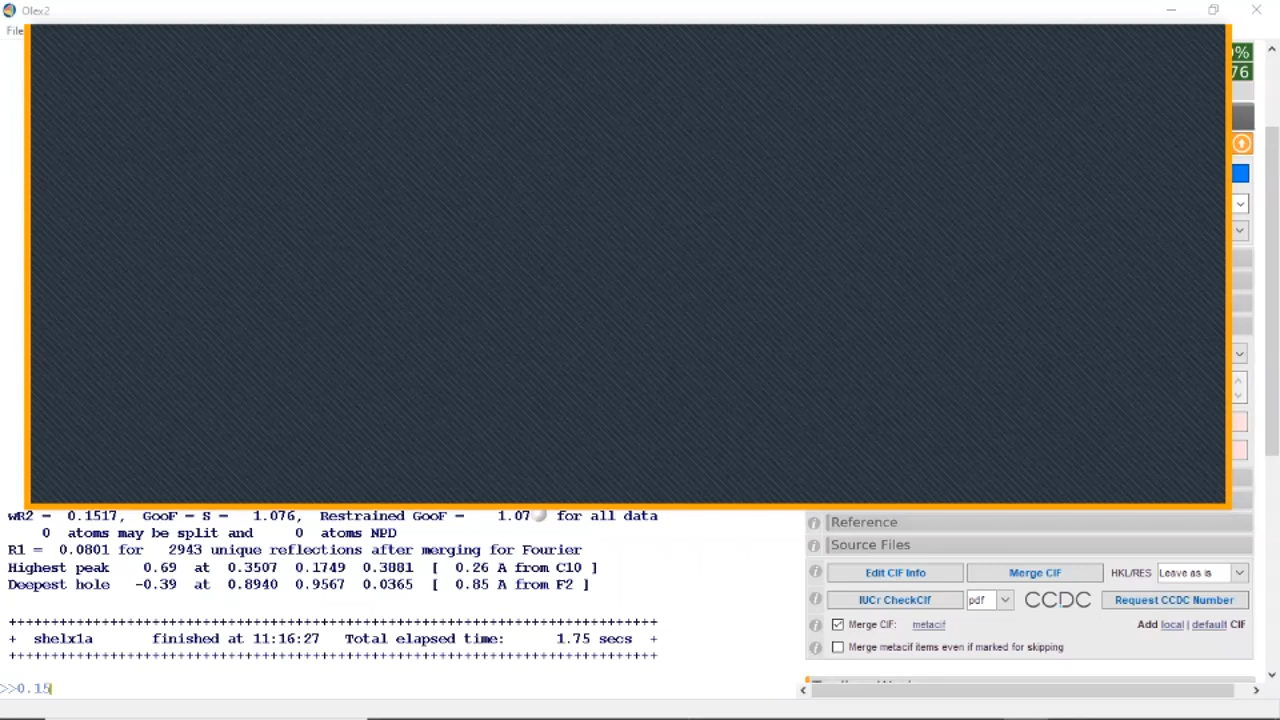 Olex2
File
%
76
wR2 = 0.1517, GooF = S = 1.076, Restrained GooF = 1.07 for all data
0 atoms may be split and 0 atoms NPD
R1 = 0.0801 for 2943 unique reflections after merging for Fourier
Highest peak 0.69 at 0.3507 0.1749 0.3881 [ 0.26 A from C10 ]
Deepest hole -0.39 at 0.8940 0.9567 0.0365 [ 0.85 A from F2 ]
+++++++++++++++++++++++++++++++++++++++++++++++++++++++++++++++++
+ shelx1a finished at 11:16:27 Total elapsed time: 1.75 secs +
+++++++++++++++++++++++++++++++++++++++++++++++++++++++++++++++++
>>0.15
Reference
Source Files
Edit CIF Info Merge CIF HKL/RES Leave as is
IUCr CheckCif pdf CCDC Request CCDC Number
Merge CIF: metacif Add local | default CIF
Merge metacif items even if marked for skipping